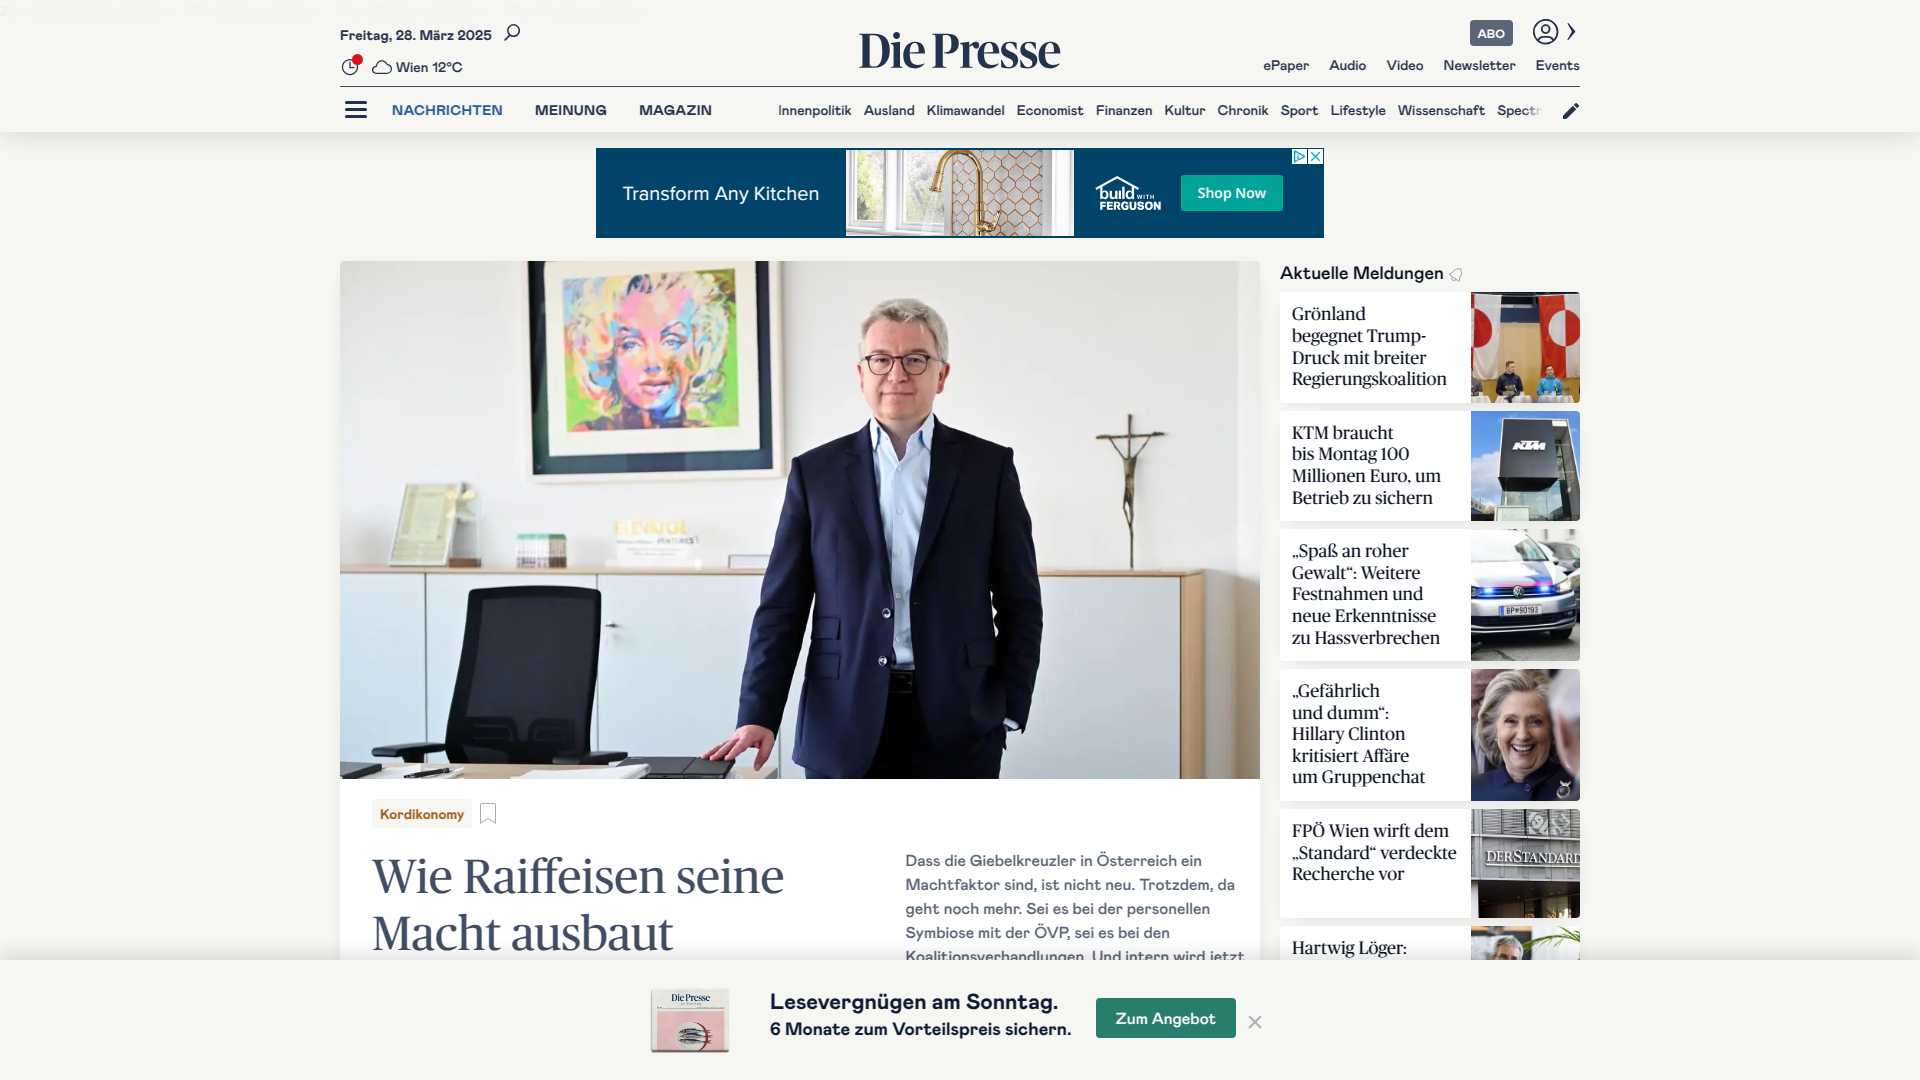 Freitag, 28. März 2025
Wien 12°C
Die Presse
ABO
ePaper Audio Video Newsletter Events
NACHRICHTEN MEINUNG MAGAZIN
Innenpolitik Ausland Klimawandel Economist Finanzen Kultur Chronik Sport Lifestyle Wissenschaft Spectr
Transform Any Kitchen
build WITH
FERGUSON
Shop Now
Aktuelle Meldungen
Grönland
begegnet Trump-
Druck mit breiter
Regierungskoalition
KTM
KTM braucht
bis Montag 100
Millionen Euro, um
Betrieb zu sichern
„Spaß an roher
Gewalt“: Weitere
Festnahmen und
neue Erkenntnisse
zu Hassverbrechen
BP 90193
„Gefährlich
und dumm“:
Hillary Clinton
kritisiert Affäre
um Gruppenchat
FPÖ Wien wirft dem
„Standard“ verdeckte
Recherche vor
DERSTANDARD
Hartwig Löger:
Kordikonomy
Wie Raiffeisen seine
Macht ausbaut
Dass die Giebelkreuzler in Österreich ein
Machtfaktor sind, ist nicht neu. Trotzdem, da
geht noch mehr. Sei es bei der personellen
Symbiose mit der ÖVP, sei es bei den
Koalitionsverhandlungen. Und intern wird jetzt
Die Presse
Lesevergnügen am Sonntag.
6 Monate zum Vorteilspreis sichern.
Zum Angebot